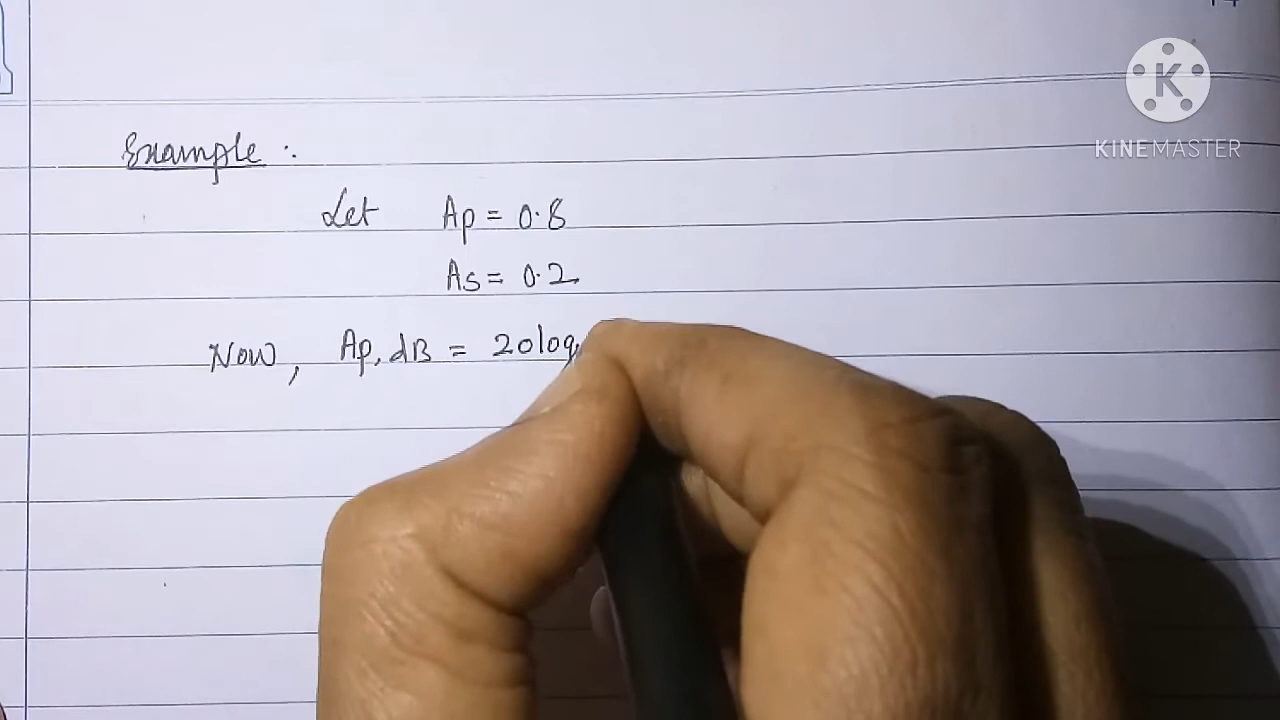 K
KINEMASTER
Example :
Let Ap = 0.8
As = 0.2
Now, Ap, dB = 20log